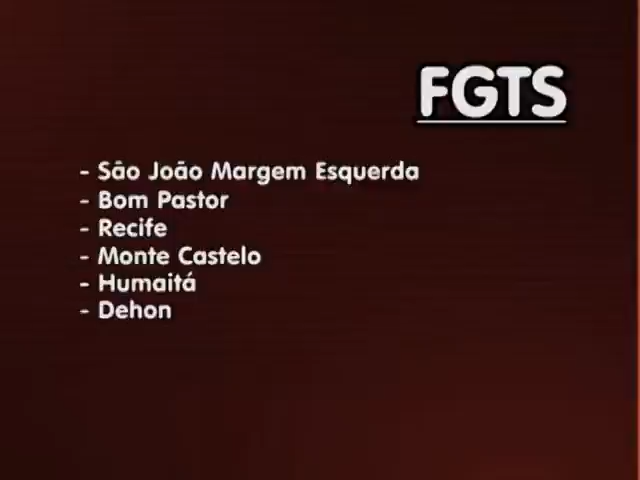 FGTS
- São João Margem Esquerda
- Bom Pastor
- Recife
- Monte Castelo
- Humaitá
- Dehon